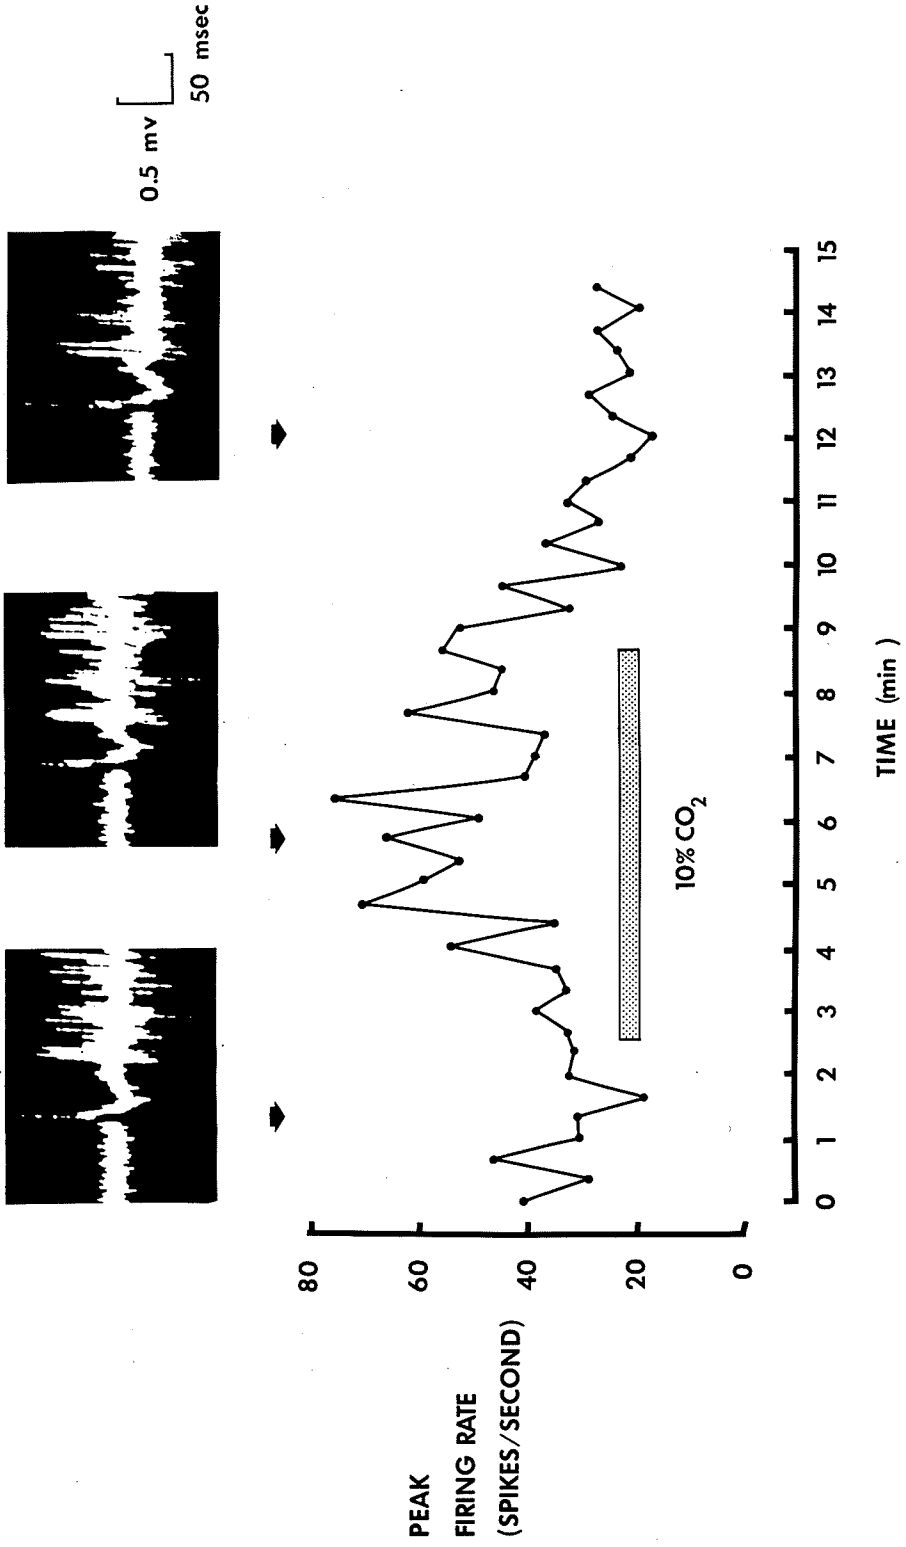 0.5 mv
50 msec
PEAK
FIRING RATE
(SPIKES/SECOND)
80
60
40
20
0
10% CO₂
0 1 2 3 4 5 6 7 8 9 10 11 12 13 14 15
TIME (min)